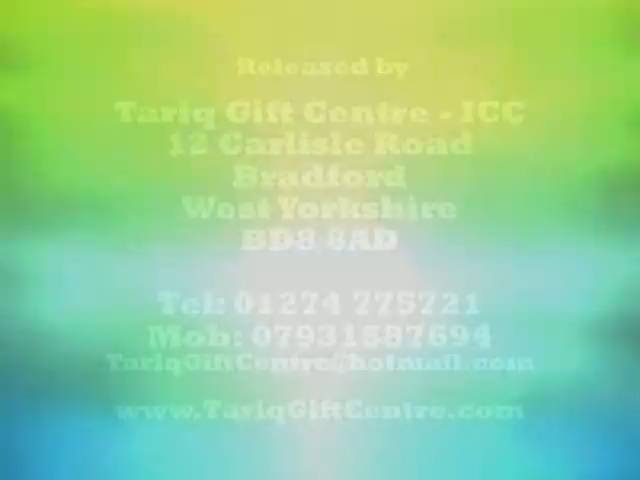 Released by
Tariq Gift Centre - ICC
12 Carlisle Road
Bradford
West Yorkshire
BD8 8AD
Tel: 01274 775721
Mob: 07931587694
TariqGiftCentre@hotmail.com
www.TariqGiftCentre.com